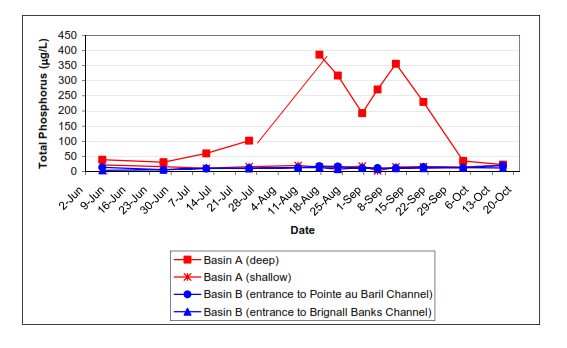 Total Phosphorus (µg/L)
450
400
350
300
250
200
150
100
50
0
2-Jun
9-Jun
16-Jun
23-Jun
30-Jun
7-Jul
14-Jul
21-Jul
28-Jul
4-Aug
11-Aug
18-Aug
25-Aug
1-Sep
8-Sep
15-Sep
22-Sep
29-Sep
6-Oct
13-Oct
20-Oct
Date
Basin A (deep)
Basin A (shallow)
Basin B (entrance to Pointe au Baril Channel)
Basin B (entrance to Brignall Banks Channel)